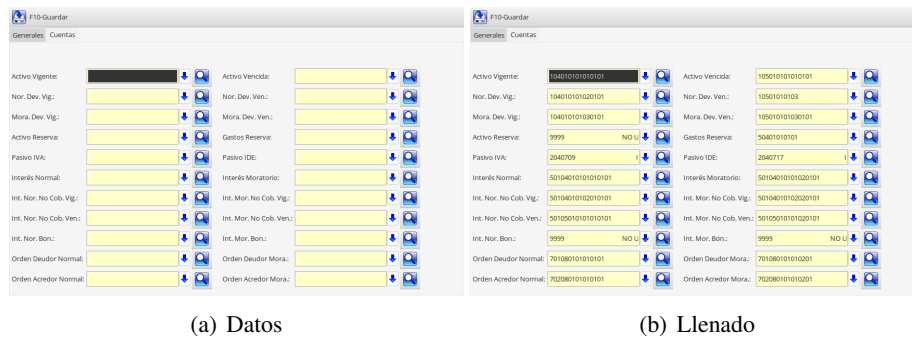 F10-Guardar
Generales Cuentas
Activo Vigente: Activo Vencida:
Nor. Dev. Vig.: Nor. Dev. Ven.:
Mora. Dev. Vig.: Mora. Dev. Ven.:
Activo Reserva: Gastos Reserva:
Pasivo IVA: Pasivo IDE:
Interés Normal: Interés Moratorio:
Int. Nor. No Cob. Vig.: Int. Mor. No Cob. Vig.:
Int. Nor. No Cob. Ven.: Int. Mor. No Cob. Ven.:
Int. Nor. Bon.: Int. Mor. Bon.:
Orden Deudor Normal: Orden Deudor Mora.:
Orden Acredor Normal: Orden Acredor Mora.:
(a) Datos
F10-Guardar
Generales Cuentas
Activo Vigente: 104010101010101 Activo Vencida: 105010101010101
Nor. Dev. Vig.: 104010101020101 Nor. Dev. Ven.: 10501010103
Mora. Dev. Vig.: 104010101030101 Mora. Dev. Ven.: 105010101030101
Activo Reserva: 9999 NO U Gastos Reserva: 50401010101
Pasivo IVA: 2040709 I Pasivo IDE: 2040717 I
Interés Normal: 501040101010101 Interés Moratorio: 501040101020101
Int. Nor. No Cob. Vig.: 501040102010101 Int. Mor. No Cob. Vig.: 501040102020101
Int. Nor. No Cob. Ven.: 501050101010101 Int. Mor. No Cob. Ven.: 501050101020101
Int. Nor. Bon.: 9999 NO U Int. Mor. Bon.: 9999 NO U
Orden Deudor Normal: 701080101010101 Orden Deudor Mora.: 701080101010201
Orden Acredor Normal: 702080101010101 Orden Acredor Mora.: 702080101010201
(b) Llenado